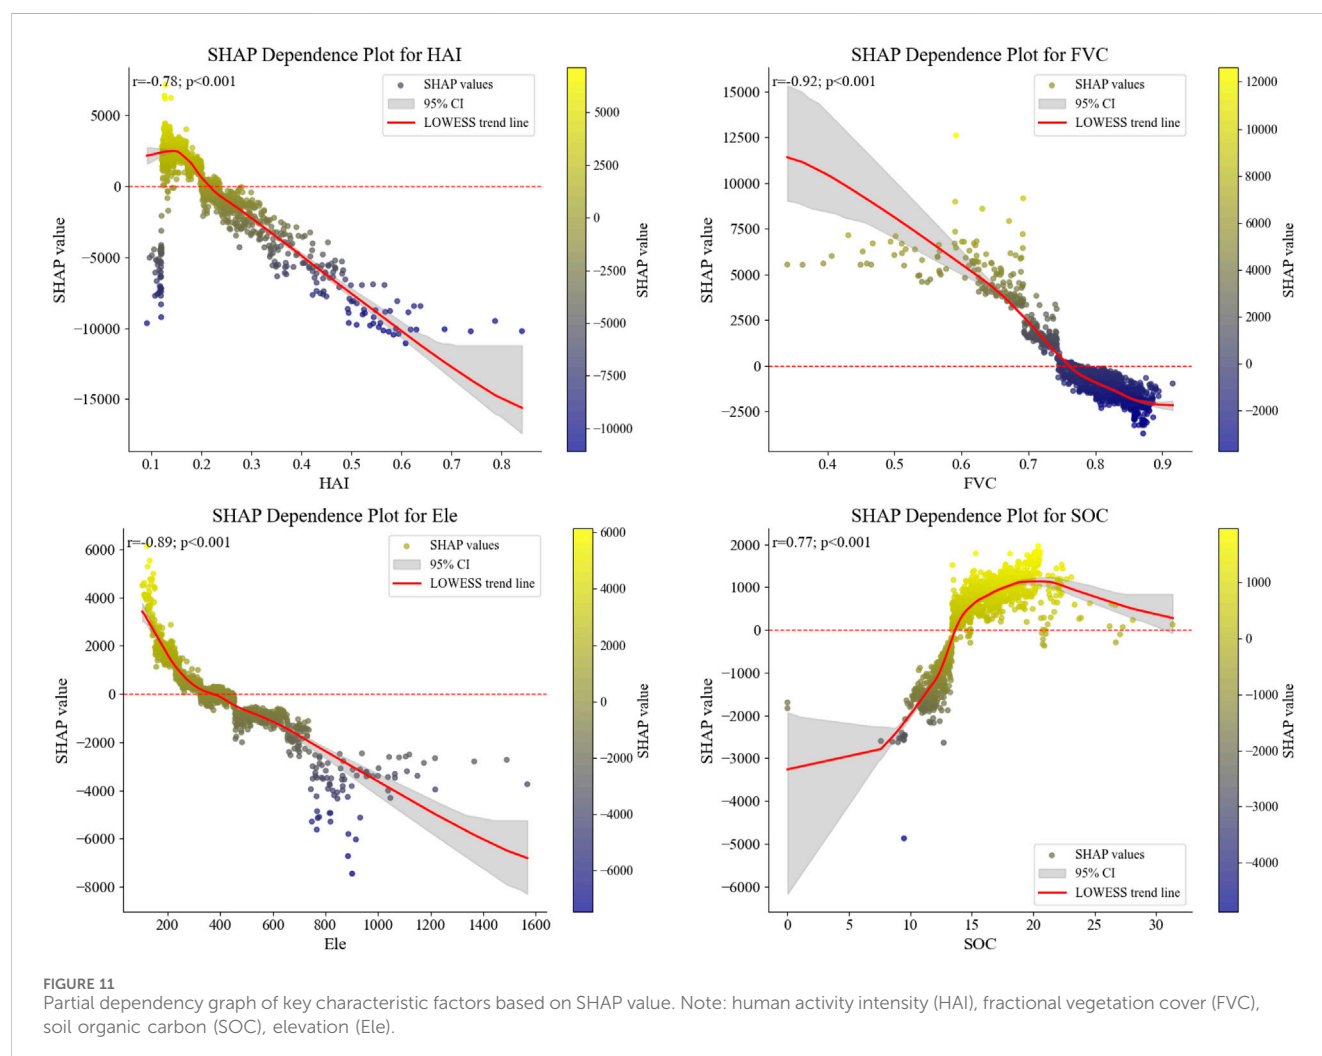 SHAP Dependence Plot for HAI
r=-0.78; p<0.001
SHAP values
95% CI
LOWESS trend line
5000
0
−5000
−10000
−15000
SHAP value
0.1 0.2 0.3 0.4 0.5 0.6 0.7 0.8
HAI
5000
2500
0
−2500
−5000
−7500
−10000
SHAP value
SHAP Dependence Plot for FVC
r=-0.92; p<0.001
SHAP values
95% CI
LOWESS trend line
15000
12500
10000
7500
5000
2500
0
−2500
SHAP value
0.4 0.5 0.6 0.7 0.8 0.9
FVC
12000
10000
8000
6000
4000
2000
0
−2000
SHAP value
SHAP Dependence Plot for Ele
r=-0.89; p<0.001
SHAP values
95% CI
LOWESS trend line
6000
4000
2000
0
−2000
−4000
−6000
−8000
SHAP value
200 400 600 800 1000 1200 1400 1600
Ele
6000
4000
2000
0
−2000
−4000
−6000
SHAP value
SHAP Dependence Plot for SOC
r=0.77; p<0.001
2000
1000
0
−1000
−2000
−3000
−4000
−5000
−6000
SHAP value
SHAP values
95% CI
LOWESS trend line
0 5 10 15 20 25 30
SOC
1000
0
−1000
−2000
−3000
−4000
SHAP value
FIGURE 11
Partial dependency graph of key characteristic factors based on SHAP value. Note: human activity intensity (HAI), fractional vegetation cover (FVC),
soil organic carbon (SOC), elevation (Ele).